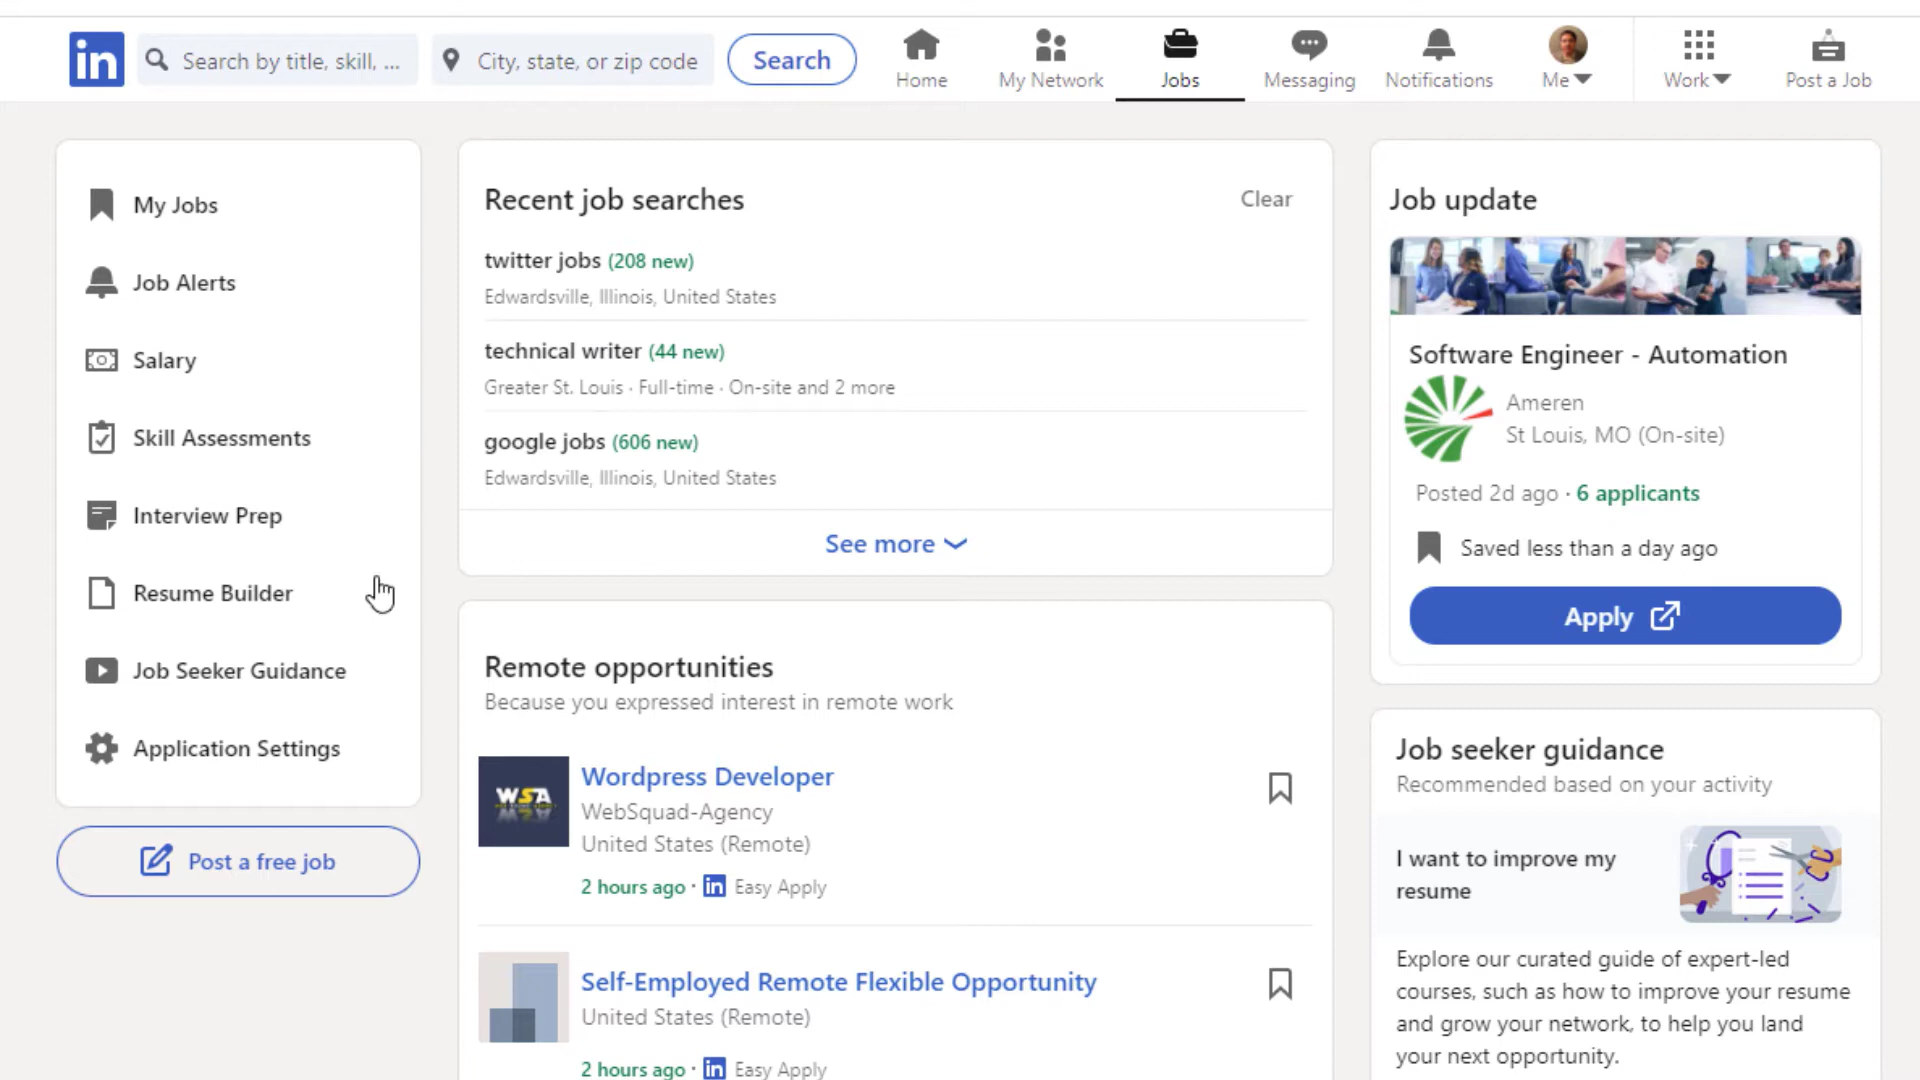 in
Search by title, skill, ...
City, state, or zip code
Search
Home
My Network
Jobs
Messaging
Notifications
Me
Work
Post a Job
My Jobs
Job Alerts
Salary
Skill Assessments
Interview Prep
Resume Builder
Job Seeker Guidance
Application Settings
Post a free job
Recent job searches
Clear
twitter jobs (208 new)
Edwardsville, Illinois, United States
technical writer (44 new)
Greater St. Louis · Full-time · On-site and 2 more
google jobs (606 new)
Edwardsville, Illinois, United States
See more
Remote opportunities
Because you expressed interest in remote work
WSA
Wordpress Developer
WebSquad-Agency
United States (Remote)
2 hours ago · in Easy Apply
Self-Employed Remote Flexible Opportunity
United States (Remote)
2 hours ago · in Easy Apply
Job update
Software Engineer - Automation
Ameren
St Louis, MO (On-site)
Posted 2d ago · 6 applicants
Saved less than a day ago
Apply
Job seeker guidance
Recommended based on your activity
I want to improve my
resume
Explore our curated guide of expert-led
courses, such as how to improve your resume
and grow your network, to help you land
your next opportunity.